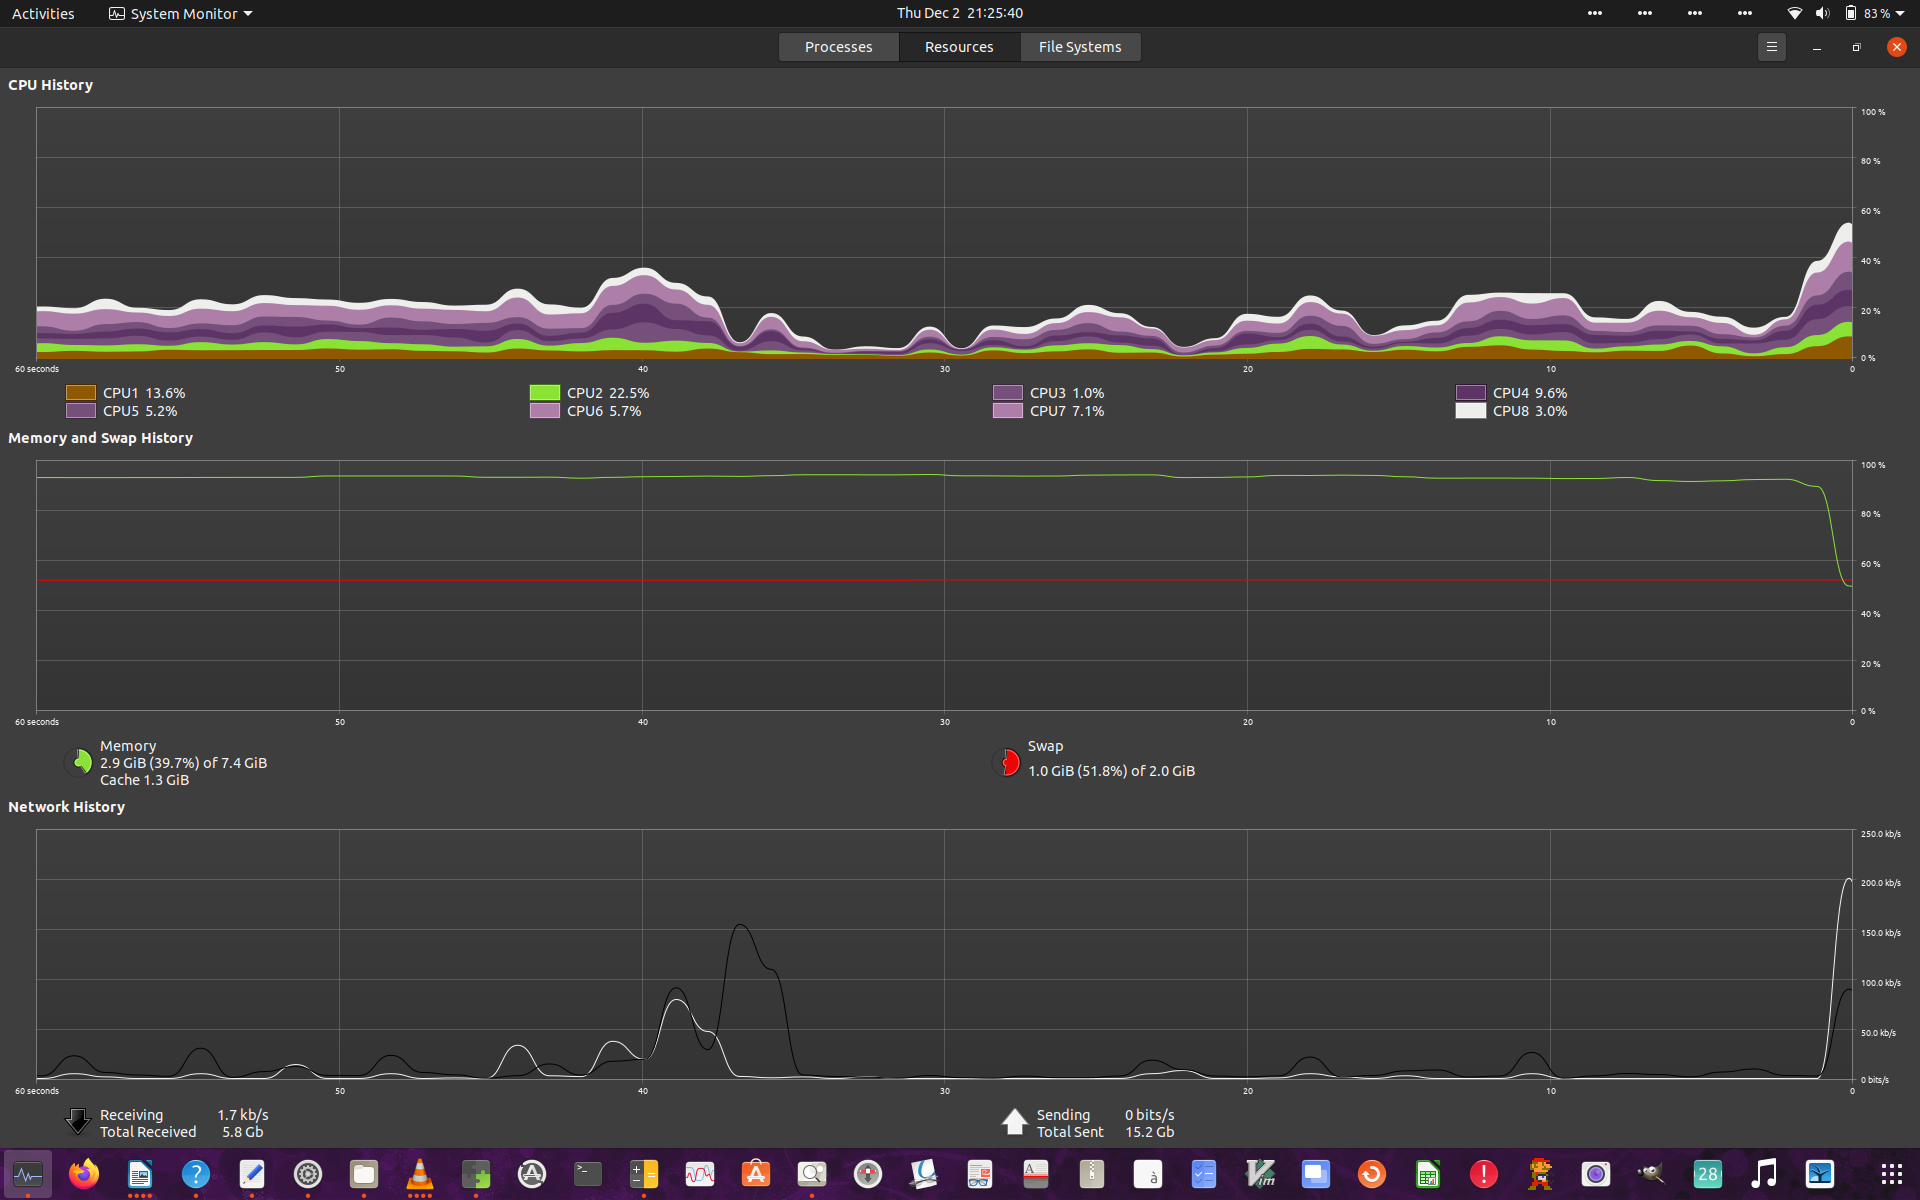 Activities System Monitor Thu Dec 2 21:25:40 83 %
Processes Resources File Systems
CPU History
100 %
80 %
60 %
40 %
20 %
0 %
60 seconds 50 40 30 20 10 0
CPU1 13.6% CPU2 22.5% CPU3 1.0% CPU4 9.6%
CPU5 5.2% CPU6 5.7% CPU7 7.1% CPU8 3.0%
Memory and Swap History
100 %
80 %
60 %
40 %
20 %
0 %
60 seconds 50 40 30 20 10 0
Memory Swap
2.9 GiB (39.7%) of 7.4 GiB 1.0 GiB (51.8%) of 2.0 GiB
Cache 1.3 GiB
Network History
250.0 kb/s
200.0 kb/s
150.0 kb/s
100.0 kb/s
50.0 kb/s
0 bits/s
60 seconds 50 40 30 20 10 0
Receiving 1.7 kb/s Sending 0 bits/s
Total Received 5.8 Gb Total Sent 15.2 Gb
? >_ A à Vim ! 28